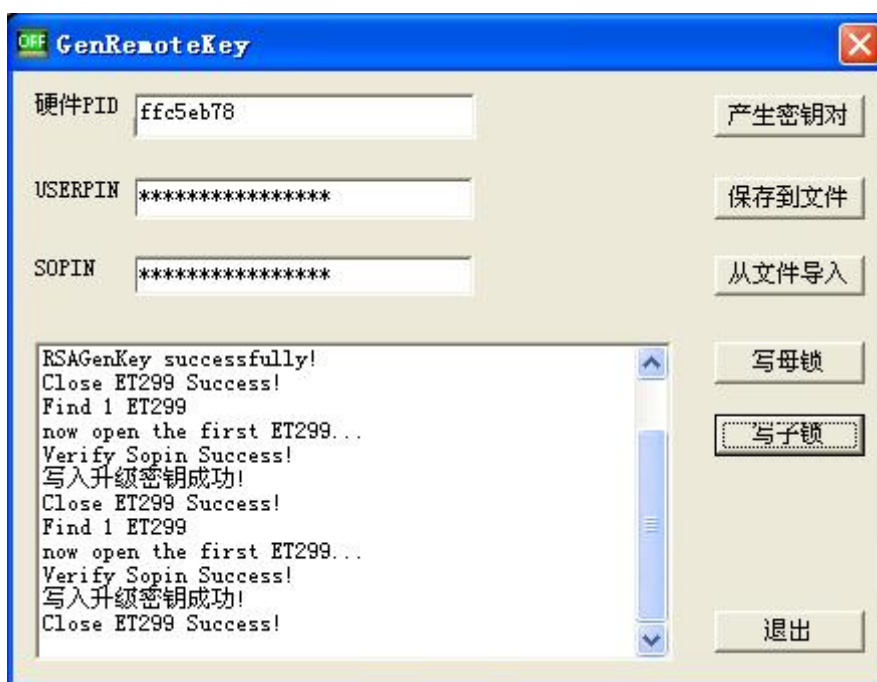 OFF GenRemoteKey
硬件PID ffc5eb78 产生密钥对
USERPIN **************** 保存到文件
SOPIN **************** 从文件导入
RSAGenKey successfully!
Close ET299 Success!
Find 1 ET299
now open the first ET299...
Verify Sopin Success!
写入升级密钥成功!
Close ET299 Success!
Find 1 ET299
now open the first ET299...
Verify Sopin Success!
写入升级密钥成功!
Close ET299 Success!
写母锁
写子锁
退出